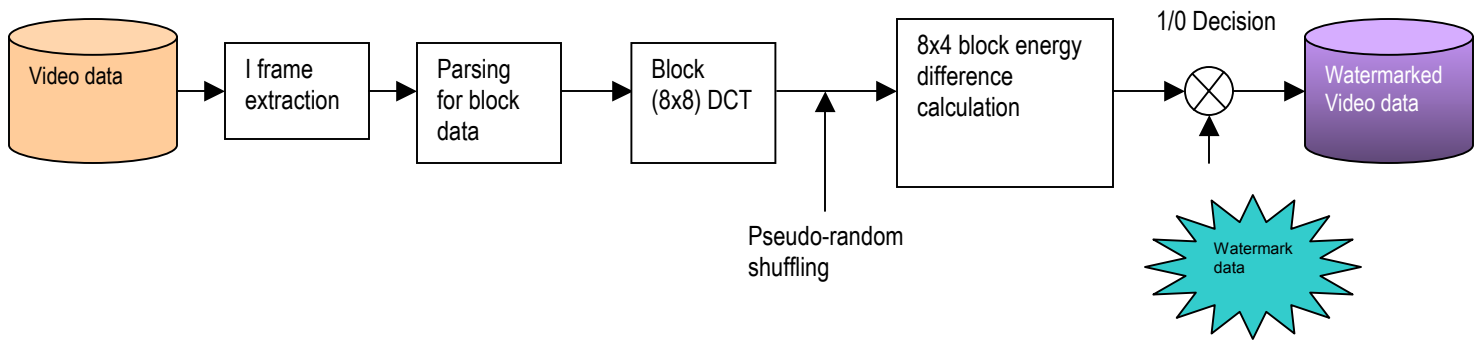 Video data
I frame
extraction
Parsing
for block
data
Block
(8x8) DCT
Pseudo-random
shuffling
8x4 block energy
difference
calculation
1/0 Decision
Watermark
data
Watermarked
Video data